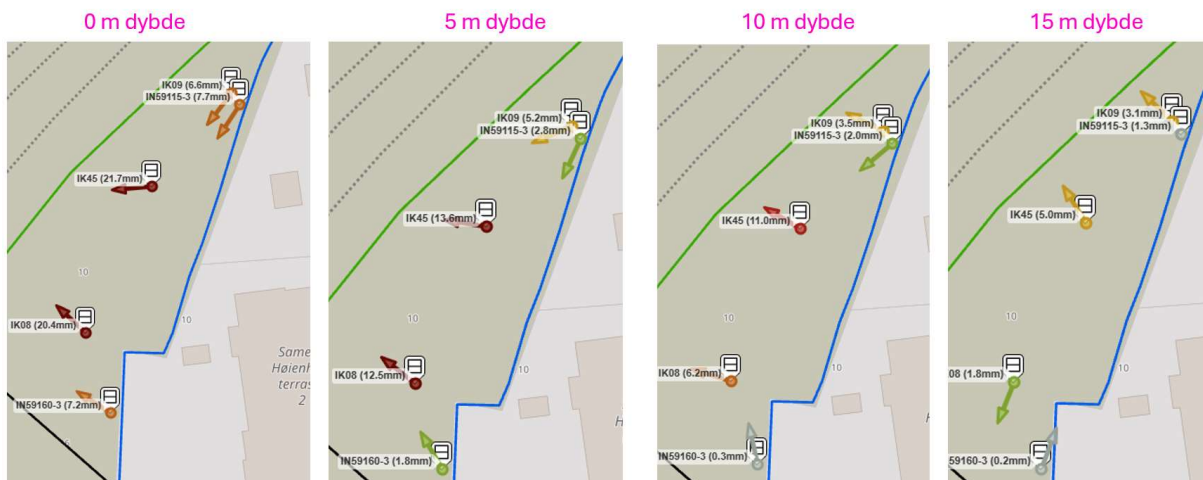 0 m dybde
5 m dybde
10 m dybde
15 m dybde
IK09 (6.6mm)
IN59115-3 (7.7mm)
IK45 (21.7mm)
10
10
IK08 (20.4mm)
Same
Høienh
terras
2
IN59160-3 (7.2mm)
IK09 (5.2mm)
IN59115-3 (2.8mm)
IK45 (13.6mm)
10
10
IK08 (12.5mm)
H
IN59160-3 (1.8mm)
IK09 (3.5mm)
IN59115-3 (2.0mm)
IK45 (11.0mm)
10
10
IK08 (6.2mm)
IN59160-3 (0.3mm)
IK09 (3.1mm)
IN59115-3 (1.3mm)
IK45 (5.0mm)
10
10
08 (1.8mm)
59160-3 (0.2mm)